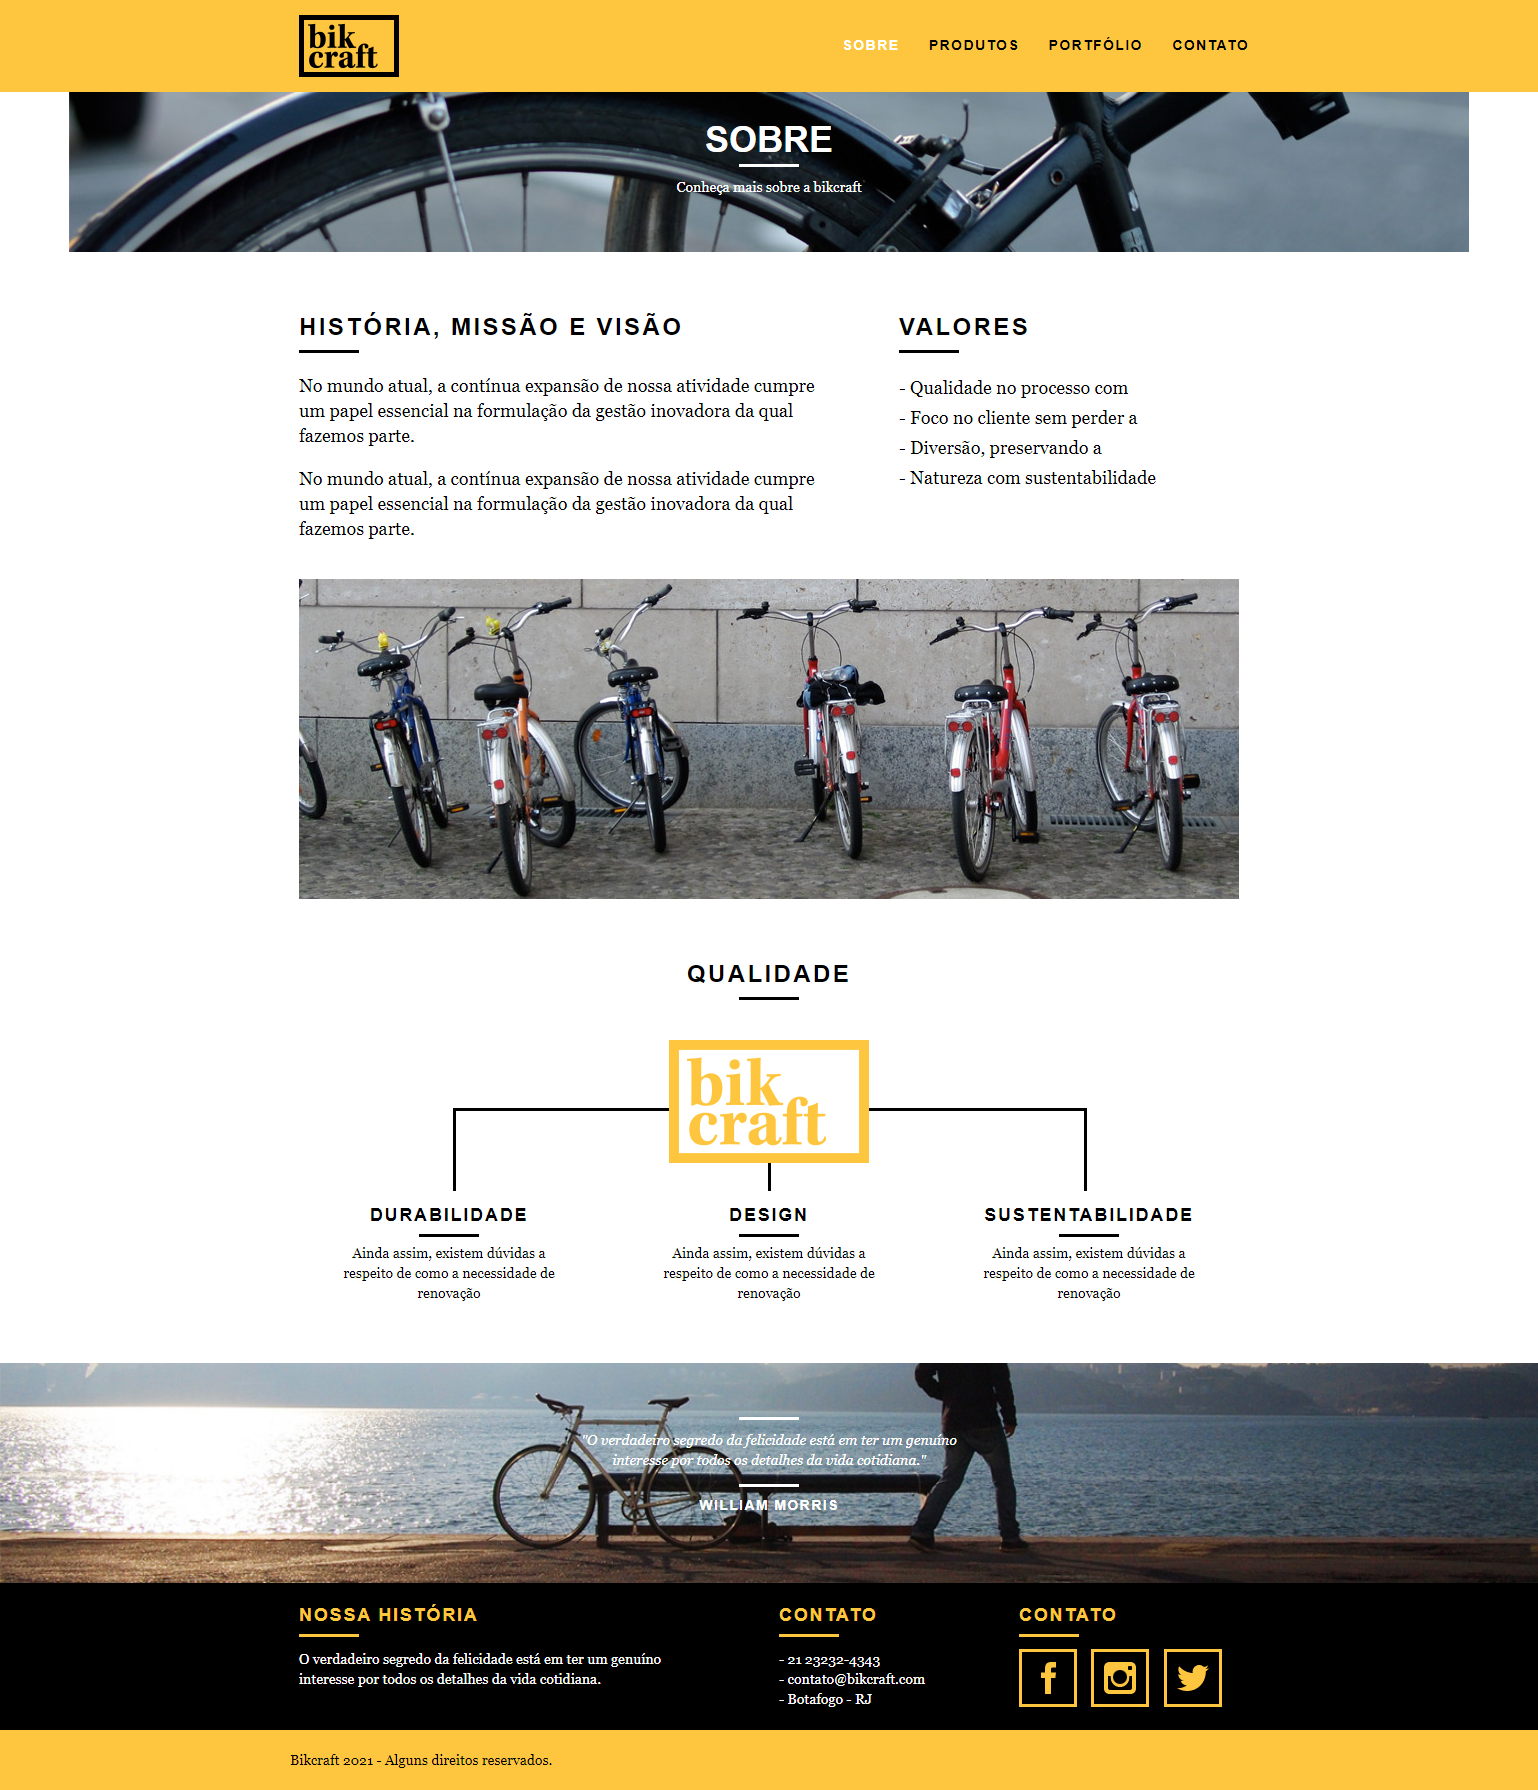 bik
craft
SOBRE PRODUTOS PORTFÓLIO CONTATO
SOBRE
Conheça mais sobre a bikcraft
HISTÓRIA, MISSÃO E VISÃO
No mundo atual, a contínua expansão de nossa atividade cumpre
um papel essencial na formulação da gestão inovadora da qual
fazemos parte.
No mundo atual, a contínua expansão de nossa atividade cumpre
um papel essencial na formulação da gestão inovadora da qual
fazemos parte.
VALORES
- Qualidade no processo com
- Foco no cliente sem perder a
- Diversão, preservando a
- Natureza com sustentabilidade
QUALIDADE
bik
craft
DURABILIDADE
Ainda assim, existem dúvidas a
respeito de como a necessidade de
renovação
DESIGN
Ainda assim, existem dúvidas a
respeito de como a necessidade de
renovação
SUSTENTABILIDADE
Ainda assim, existem dúvidas a
respeito de como a necessidade de
renovação
"O verdadeiro segredo da felicidade está em ter um genuíno
interesse por todos os detalhes da vida cotidiana."
WILLIAM MORRIS
NOSSA HISTÓRIA
O verdadeiro segredo da felicidade está em ter um genuíno
interesse por todos os detalhes da vida cotidiana.
CONTATO
- 21 23232-4343
- contato@bikcraft.com
- Botafogo - RJ
CONTATO
Bikcraft 2021 - Alguns direitos reservados.